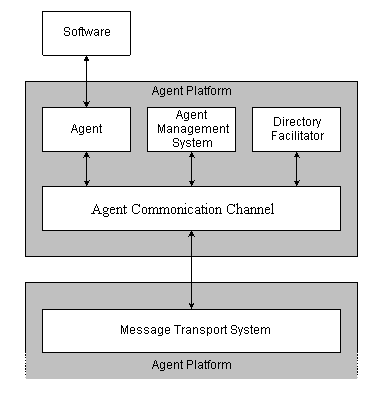 Software
Agent Platform
Agent
Agent
Management
System
Directory
Facilitator
Agent Commonication Channel
Message Transport System
Agent Platform